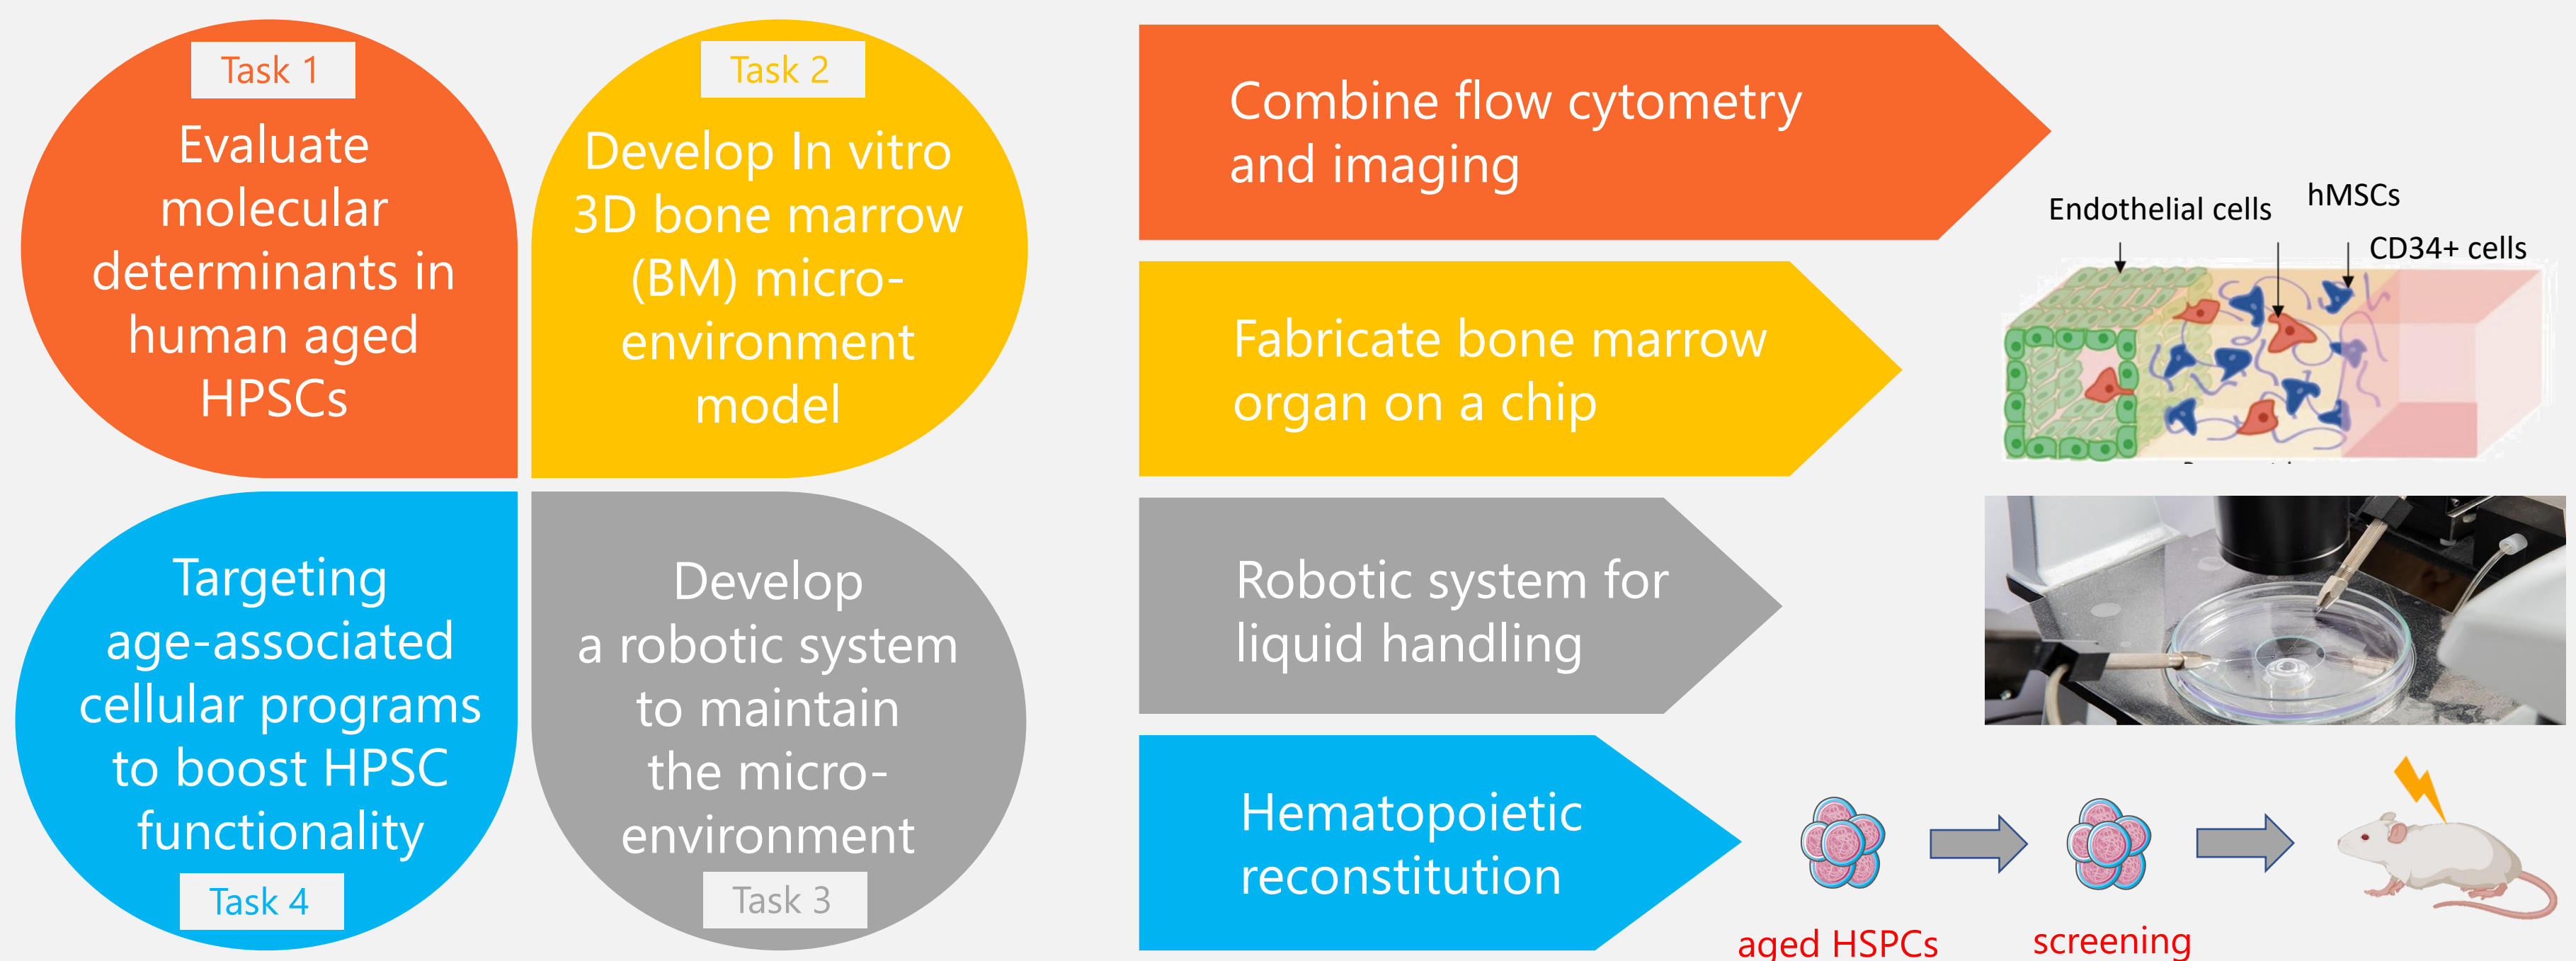 Task 1
Evaluate
molecular
determinants in
human aged
HPSCs
Task 2
Develop In vitro
3D bone marrow
(BM) micro-
environment
model
Targeting
age-associated
cellular programs
to boost HPSC
functionality
Task 4
Develop
a robotic system
to maintain
the micro-
environment
Task 3
Combine flow cytometry
and imaging
Fabricate bone marrow
organ on a chip
Robotic system for
liquid handling
Hematopoietic
reconstitution
Endothelial cells
hMSCs
CD34+ cells
aged HSPCs
screening